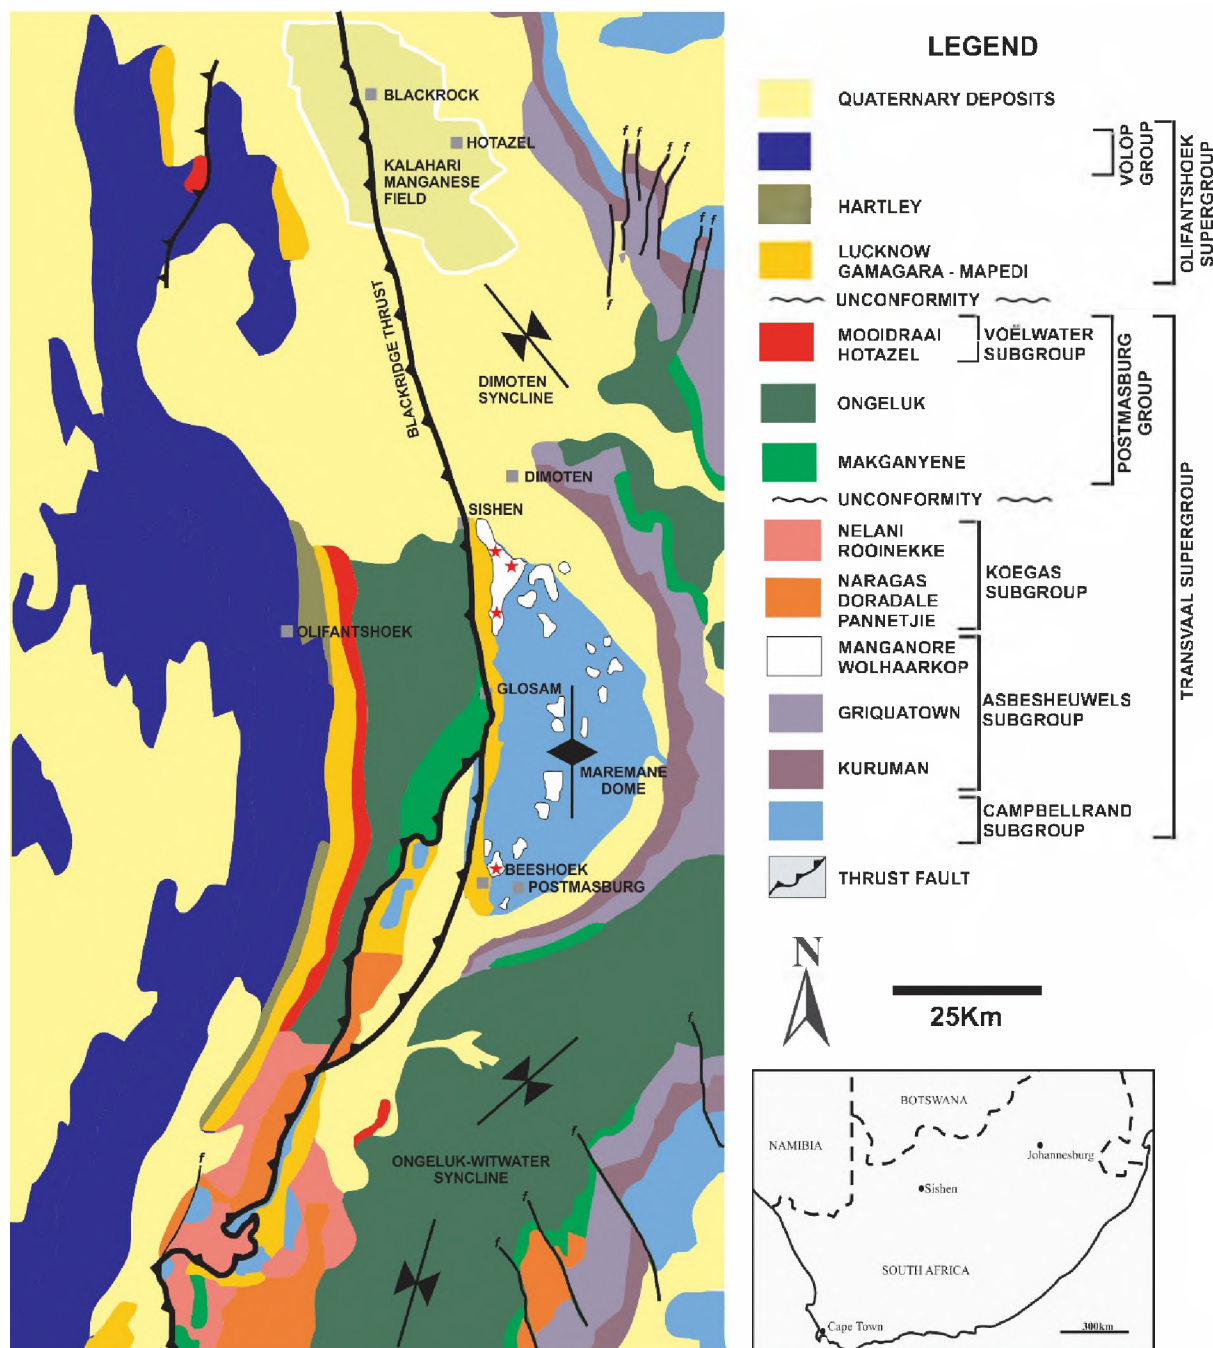 BLACKROCK
HOTAZEL
KALAHARI
MANGANESE
FIELD
BLACKRIDGE THRUST
DIMOTEN
SYNCLINE
DIMOTEN
SISHEN
OLIFANTSHOEK
GLOSAM
MAREMANE
DOME
BEESHOEK
POSTMASBURG
ONGELUK-WITWATER
SYNCLINE
f
f
f
f
f
f
f
f
f
f
f
f
f
LEGEND
QUATERNARY DEPOSITS
VOLOP
GROUP
HARTLEY
LUCKNOW
GAMAGARA - MAPEDI
OLIFANTSHOEK
SUPERGROUP
UNCONFORMITY
MOOIDRAAI
HOTAZEL
VOËLWATER
SUBGROUP
ONGELUK
MAKGANYENE
POSTMASBURG
GROUP
UNCONFORMITY
NELANI
ROOINEKKE
NARAGAS
DORADALE
PANNETJIE
KOEGAS
SUBGROUP
MANGANORE
WOLHAARKOP
GRIQUATOWN
KURUMAN
ASBESHEUWELS
SUBGROUP
CAMPBELLRAND
SUBGROUP
TRANSVAAL SUPERGROUP
THRUST FAULT
N
25Km
NAMIBIA
BOTSWANA
Johannesburg
Sishen
SOUTH AFRICA
Cape Town
300km